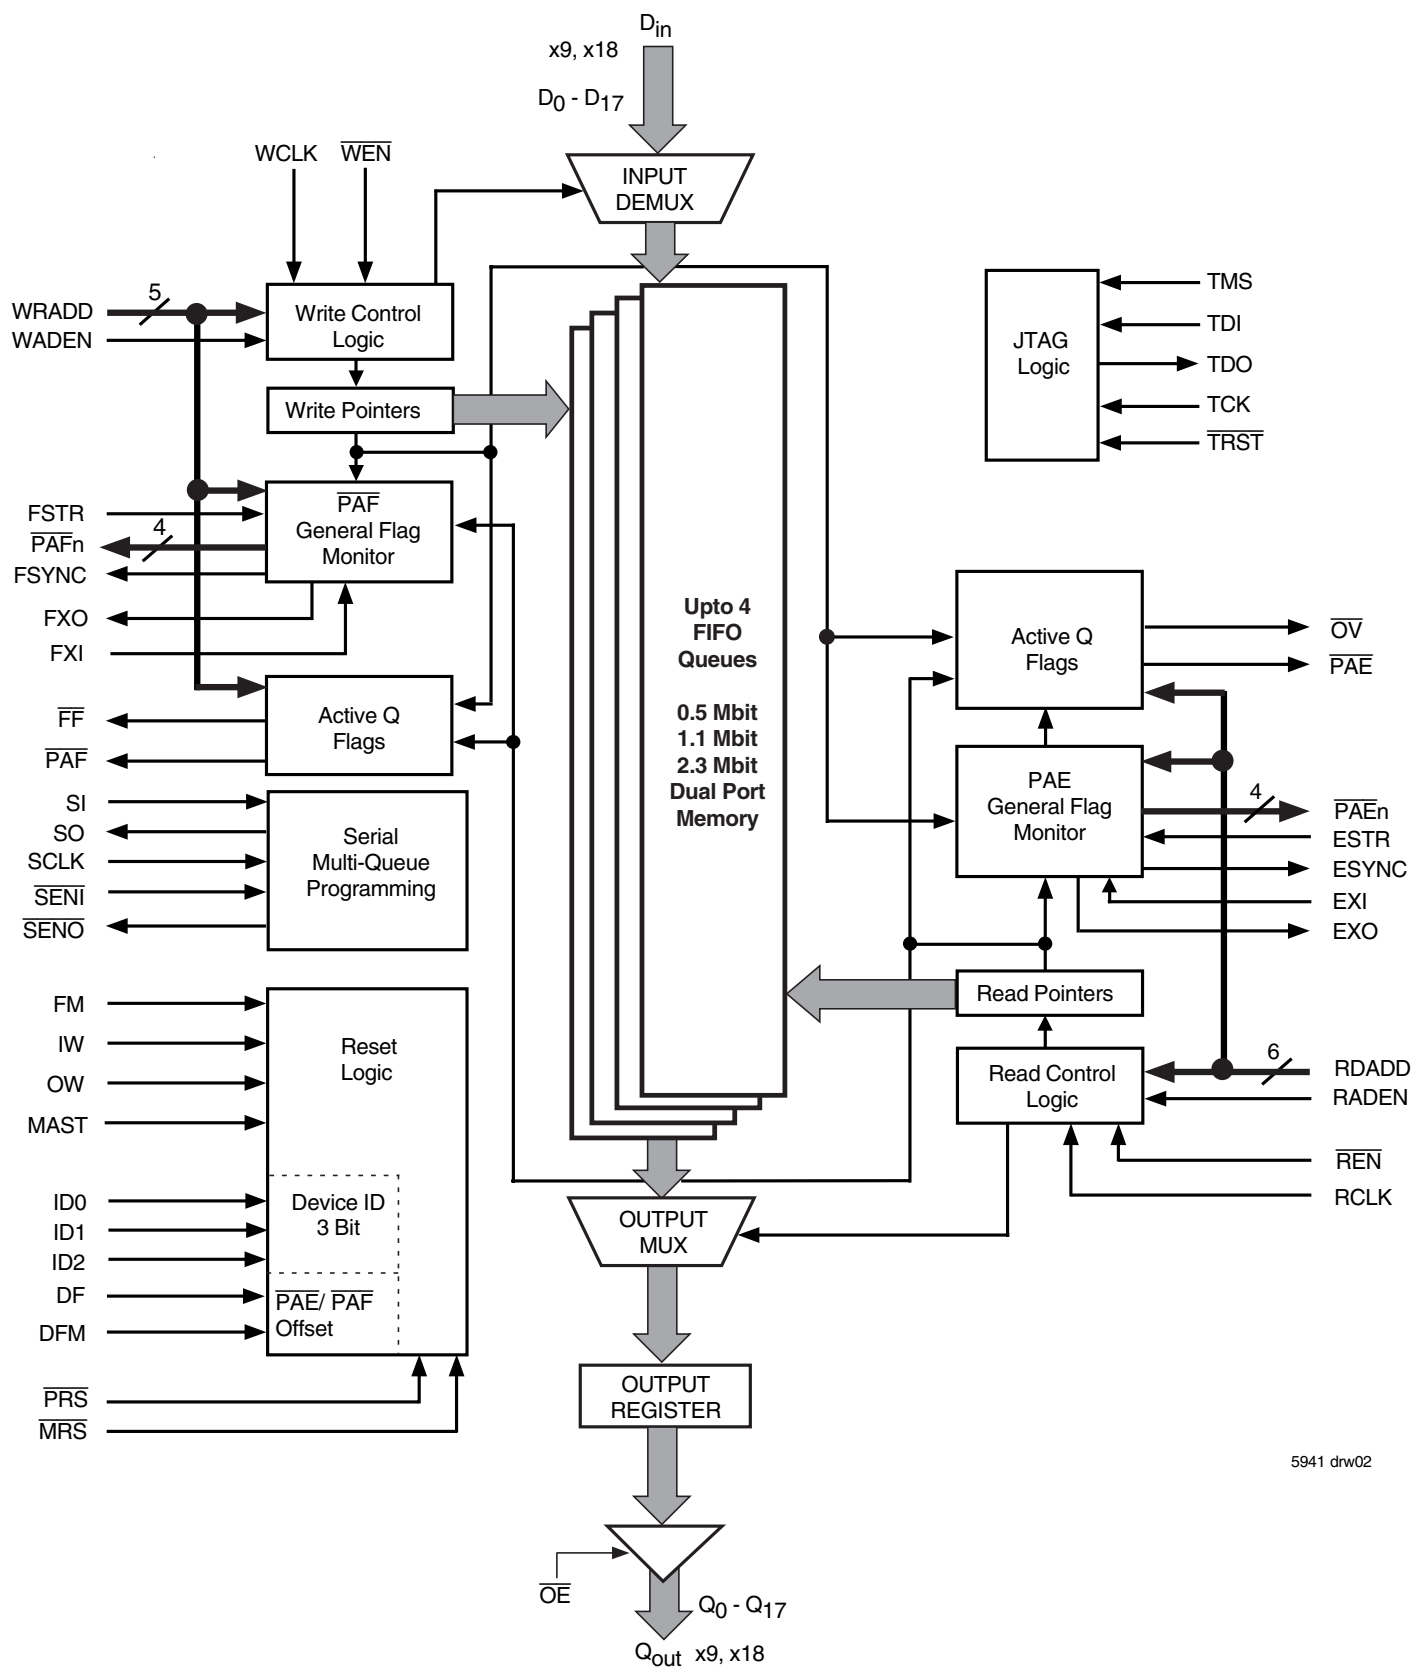 Din
x9, x18
D0 - D17
WCLK
WEN
INPUT
DEMUX
WRADD
5
WADEN
Write Control
Logic
Write Pointers
TMS
TDI
TDO
TCK
TRST
JTAG
Logic
FSTR
PAFn
4
FSYNC
FXO
FXI
PAF
General Flag
Monitor
FF
PAF
Active Q
Flags
SI
SO
SCLK
SENI
SENO
Serial
Multi-Queue
Programming
Upto 4
FIFO
Queues
0.5 Mbit
1.1 Mbit
2.3 Mbit
Dual Port
Memory
Active Q
Flags
OV
PAE
PAE
General Flag
Monitor
4
PAEn
ESTR
ESYNC
EXI
EXO
Read Pointers
Read Control
Logic
6
RDADD
RADEN
REN
RCLK
FM
IW
OW
MAST
Reset
Logic
ID0
ID1
ID2
Device ID
3 Bit
DF
DFM
PAE/ PAF
Offset
PRS
MRS
OUTPUT
MUX
OUTPUT
REGISTER
OE
Q0 - Q17
Qout x9, x18
5941 drw02